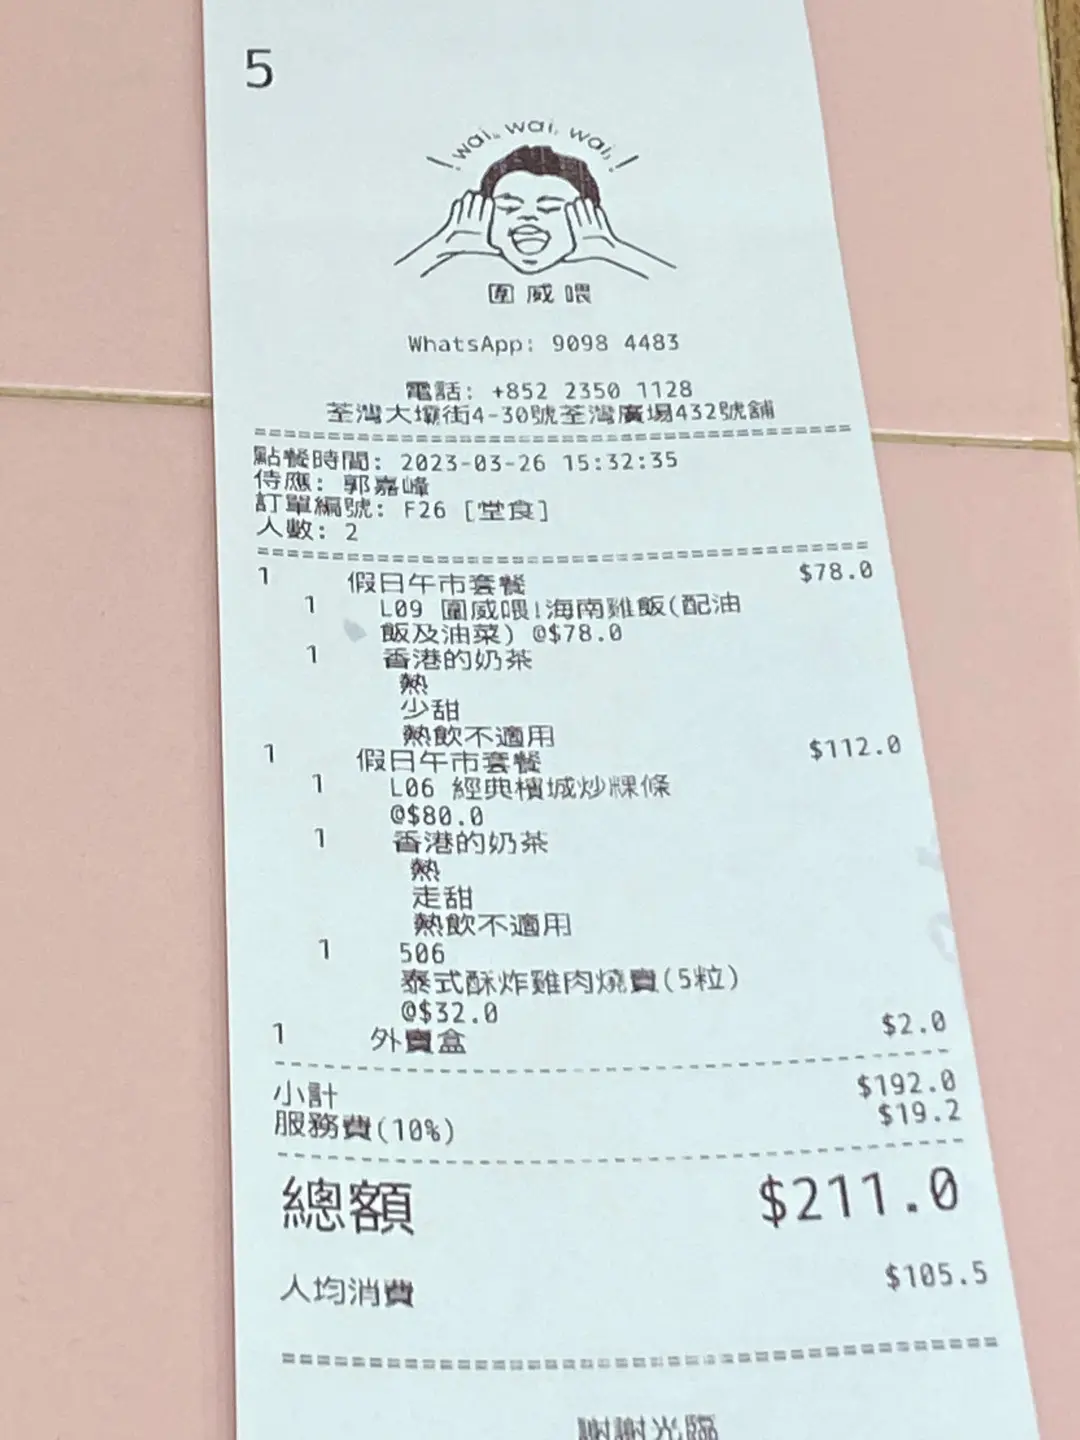 5
wai, wai, wai,!
圍威喂
WhatsApp: 9098 4483
電話: +852 2350 1128
荃灣大壩街4-30號荃灣廣場432號舖
點餐時間: 2023-03-26 15:32:35
侍應: 郭嘉峰
訂單編號: F26 [堂食]
人數: 2
1 假日午市套餐 $78.0
1 L09 圍威喂!海南雞飯(配油
飯及油菜) @$78.0
1 香港的奶茶
熱
少甜
熱飲不適用
1 假日午市套餐 $112.0
1 L06 經典檳城炒粿條
@$80.0
1 香港的奶茶
熱
走甜
熱飲不適用
1 506
泰式酥炸雞肉燒賣(5粒)
@$32.0
1 外賣盒 $2.0
小計 $192.0
服務費(10%) $19.2
總額 $211.0
人均消費 $105.5
謝謝光臨